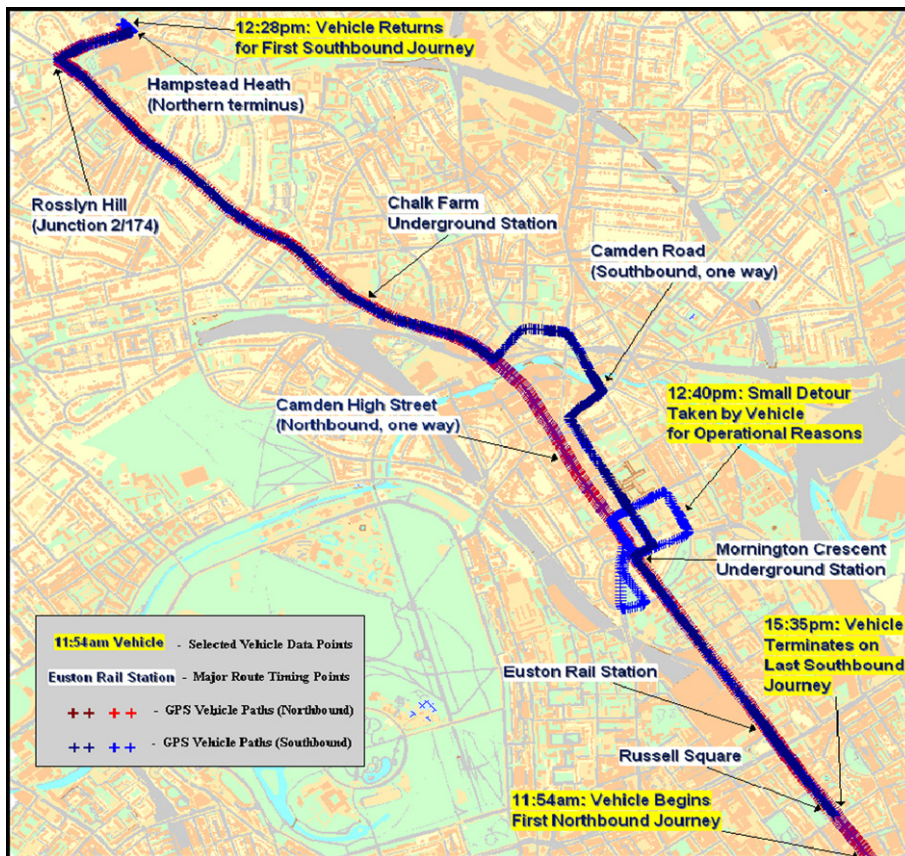 12:28pm: Vehicle Returns
for First Southbound Journey
Hampstead Heath
(Northern terminus)
Rosslyn Hill
(Junction 2/174)
Chalk Farm
Underground Station
Camden Road
(Southbound, one way)
Camden High Street
(Northbound, one way)
12:40pm: Small Detour
Taken by Vehicle
for Operational Reasons
Mornington Crescent
Underground Station
15:35pm: Vehicle
Terminates on
Last Southbound
Journey
Euston Rail Station
Russell Square
11:54am: Vehicle Begins
First Northbound Journey
11:54am Vehicle - Selected Vehicle Data Points
Euston Rail Station - Major Route Timing Points
++ ++ - GPS Vehicle Paths (Northbound)
++ ++ - GPS Vehicle Paths (Southbound)